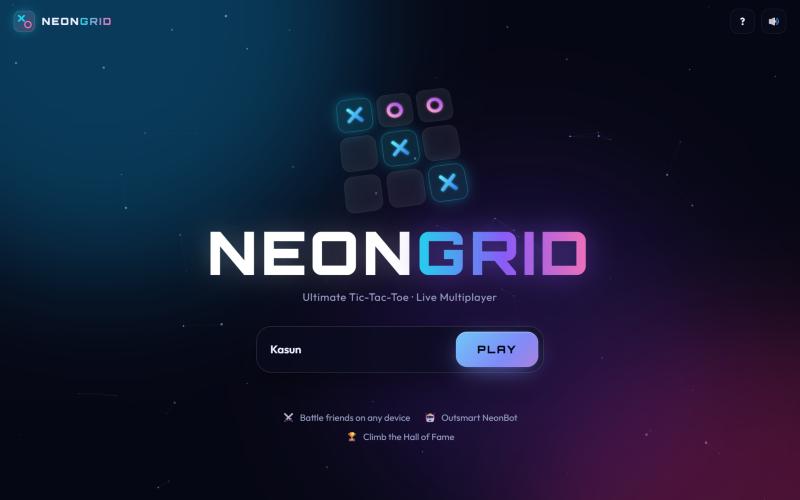 NEONGRID
?
NEONGRID
Ultimate Tic-Tac-Toe · Live Multiplayer
Kasun
PLAY
Battle friends on any device
Outsmart NeonBot
Climb the Hall of Fame